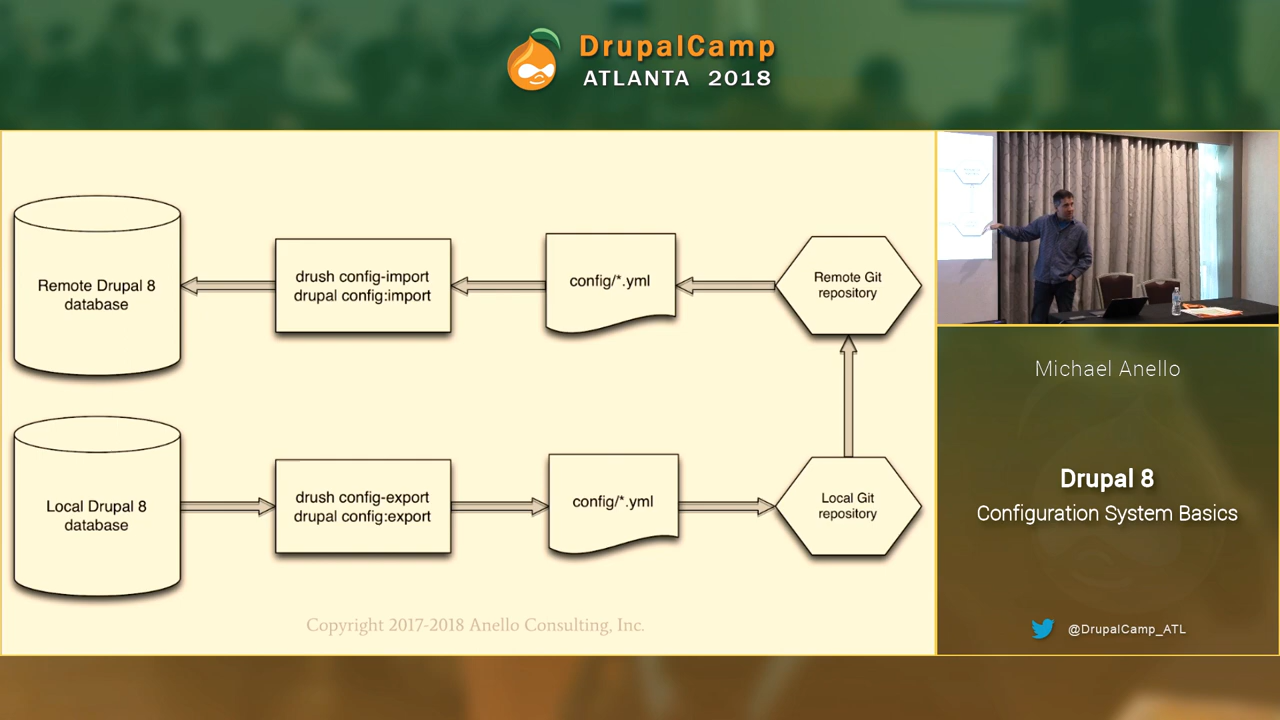 DrupalCamp
ATLANTA 2018
Remote Drupal 8
database
drush config-import
drupal config:import
config/*.yml
Remote Git
repository
Local Drupal 8
database
drush config-export
drupal config:export
config/*.yml
Local Git
repository
Copyright 2017-2018 Anello Consulting, Inc.
Michael Anello
Drupal 8
Configuration System Basics
@DrupalCamp_ATL